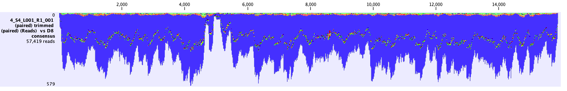 2,000 4,000 6,000 8,000 10,000 12,000 14,000
0
4_S4_L001_R1_001
(paired) trimmed
(paired) (Reads) vs D8
consensus
57,419 reads
579